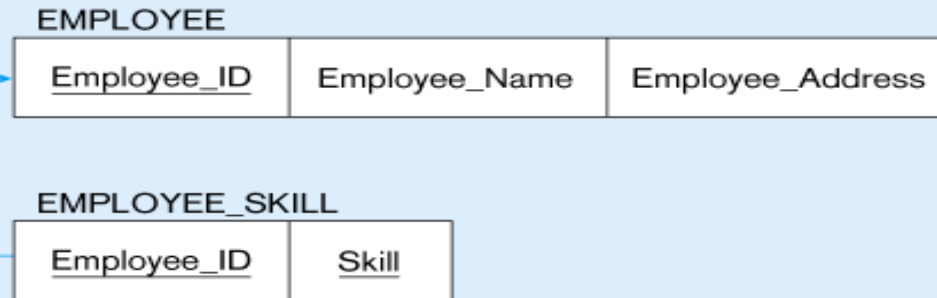 EMPLOYEE
Employee_ID Employee_Name Employee_Address
EMPLOYEE_SKILL
Employee_ID Skill